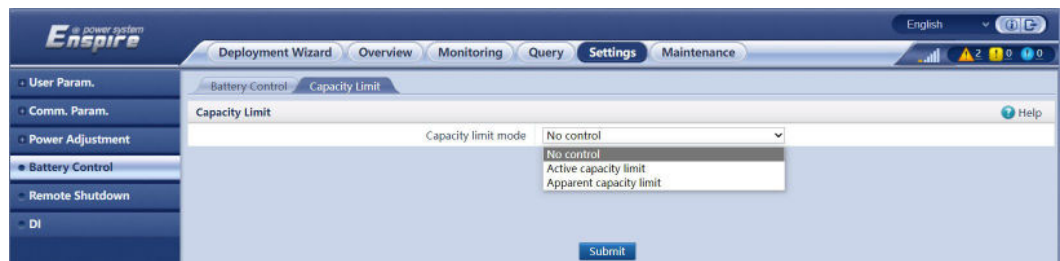 power system
Enspire
English
Deployment Wizard Overview Monitoring Query Settings Maintenance
2 0 0
User Param.
Battery Control Capacity Limit
Comm. Param.
Capacity Limit Help
Power Adjustment
Capacity limit mode No control
Battery Control
No control
Active capacity limit
Apparent capacity limit
Remote Shutdown
DI
Submit